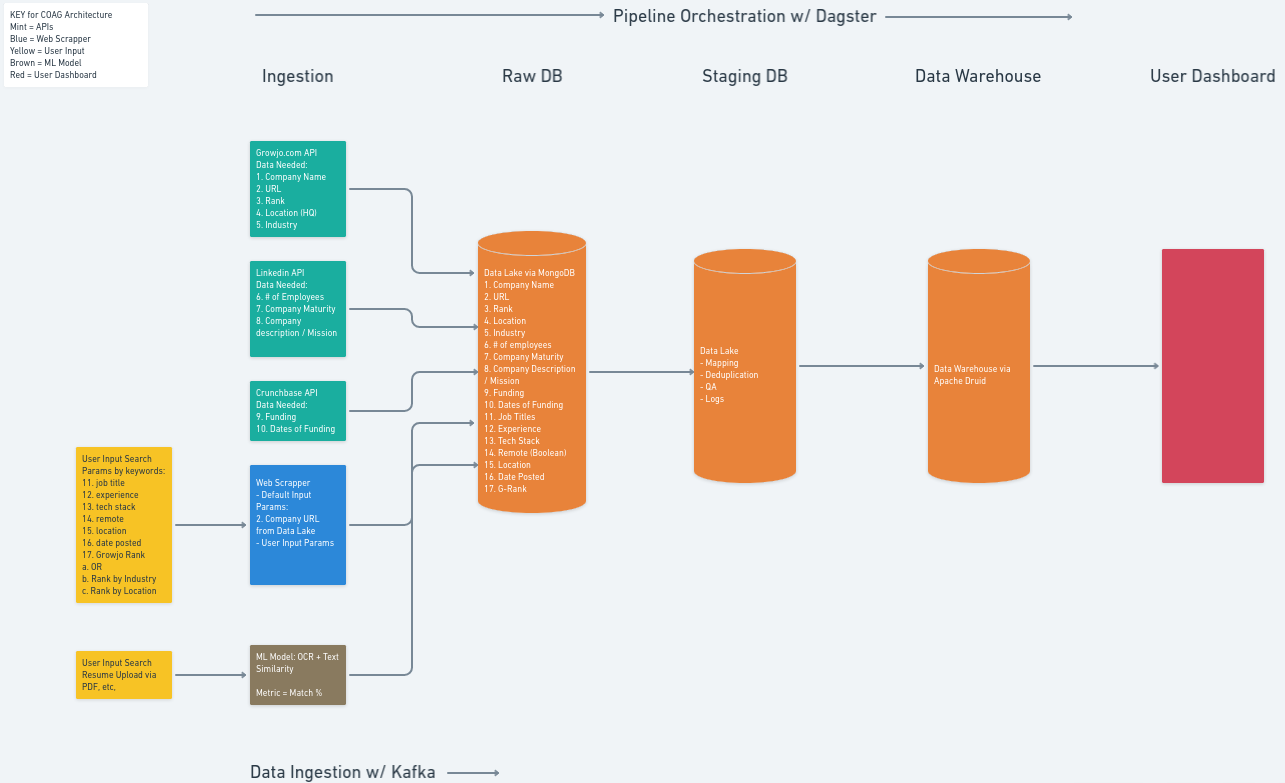 KEY for COAG Architecture
Mint = APIs
Blue = Web Scrapper
Yellow = User Input
Brown = ML Model
Red = User Dashboard
Pipeline Orchestration w/ Dagster
Ingestion
Raw DB
Staging DB
Data Warehouse
User Dashboard
Growjo.com API
Data Needed:
1. Company Name
2. URL
3. Rank
4. Location (HQ)
5. Industry
Linkedin API
Data Needed:
6. # of Employees
7. Company Maturity
8. Company
description / Mission
Crunchbase API
Data Needed:
9. Funding
10. Dates of Funding
User Input Search
Params by keywords:
11. job title
12. experience
13. tech stack
14. remote
15. location
16. date posted
17. Growjo Rank
a. OR
b. Rank by Industry
c. Rank by Location
Web Scrapper
- Default Input
Params:
2. Company URL
from Data Lake
- User Input Params
User Input Search
Resume Upload via
PDF, etc,
ML Model: OCR + Text
Similarity
Metric = Match %
Data Lake via MongoDB
1. Company Name
2. URL
3. Rank
4. Location
5. Industry
6. # of employees
7. Company Maturity
8. Company Description
/ Mission
9. Funding
10. Dates of Funding
11. Job Titles
12. Experience
13. Tech Stack
14. Remote (Boolean)
15. Location
16. Date Posted
17. G-Rank
Data Lake
- Mapping
- Deduplication
- QA
- Logs
Data Warehouse via
Apache Druid
Data Ingestion w/ Kafka